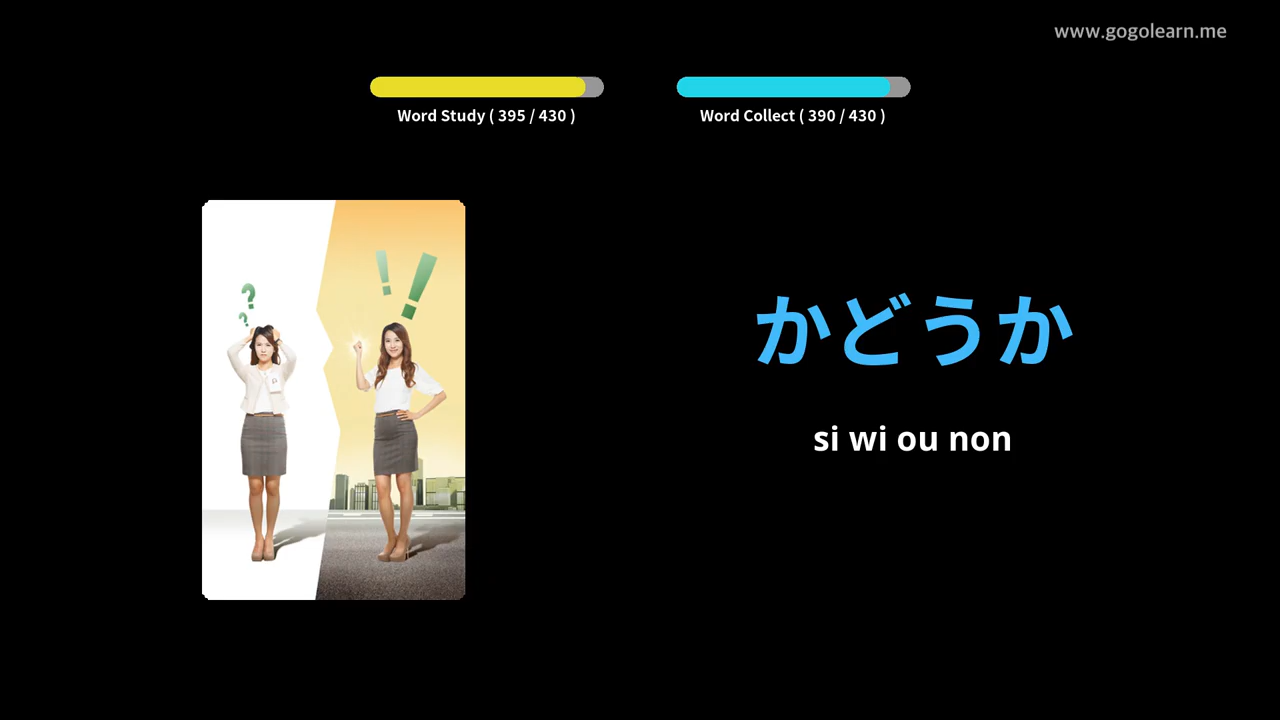 www.gogolearn.me
Word Study ( 395 / 430 )
Word Collect ( 390 / 430 )
? ?
! !
かどうか
si wi ou non